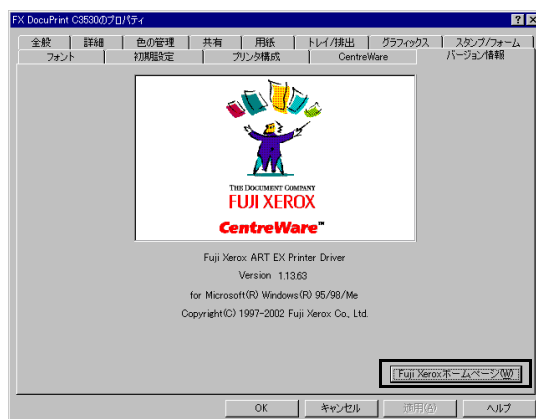 FX DocuPrint C3530のプロパティ
全般 詳細 色の管理 共有 用紙 トレイ/排出 グラフィックス スタンプ/フォーム
フォント 初期設定 プリンタ構成 CentreWare バージョン情報
THE DOCUMENT COMPANY
FUJI XEROX
CentreWare™
Fuji Xerox ART EX Printer Driver
Version 1.13.63
for Microsoft(R) Windows(R) 95/98/Me
Copyright(C) 1997-2002 Fuji Xerox Co., Ltd.
Fuji Xeroxホームページ(W)
OK キャンセル 適用(A) ヘルプ